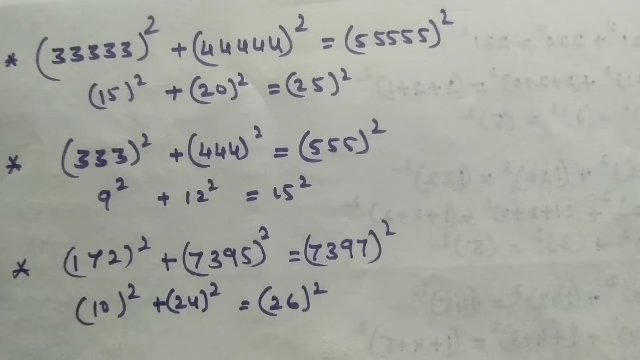 * (33333)² + (44444)² = (55555)²
(15)² + (20)² = (25)²
* (333)² + (444)² = (555)²
9² + 12² = 15²
* (172)² + (7395)² = (7397)²
(10)² + (24)² = (26)²